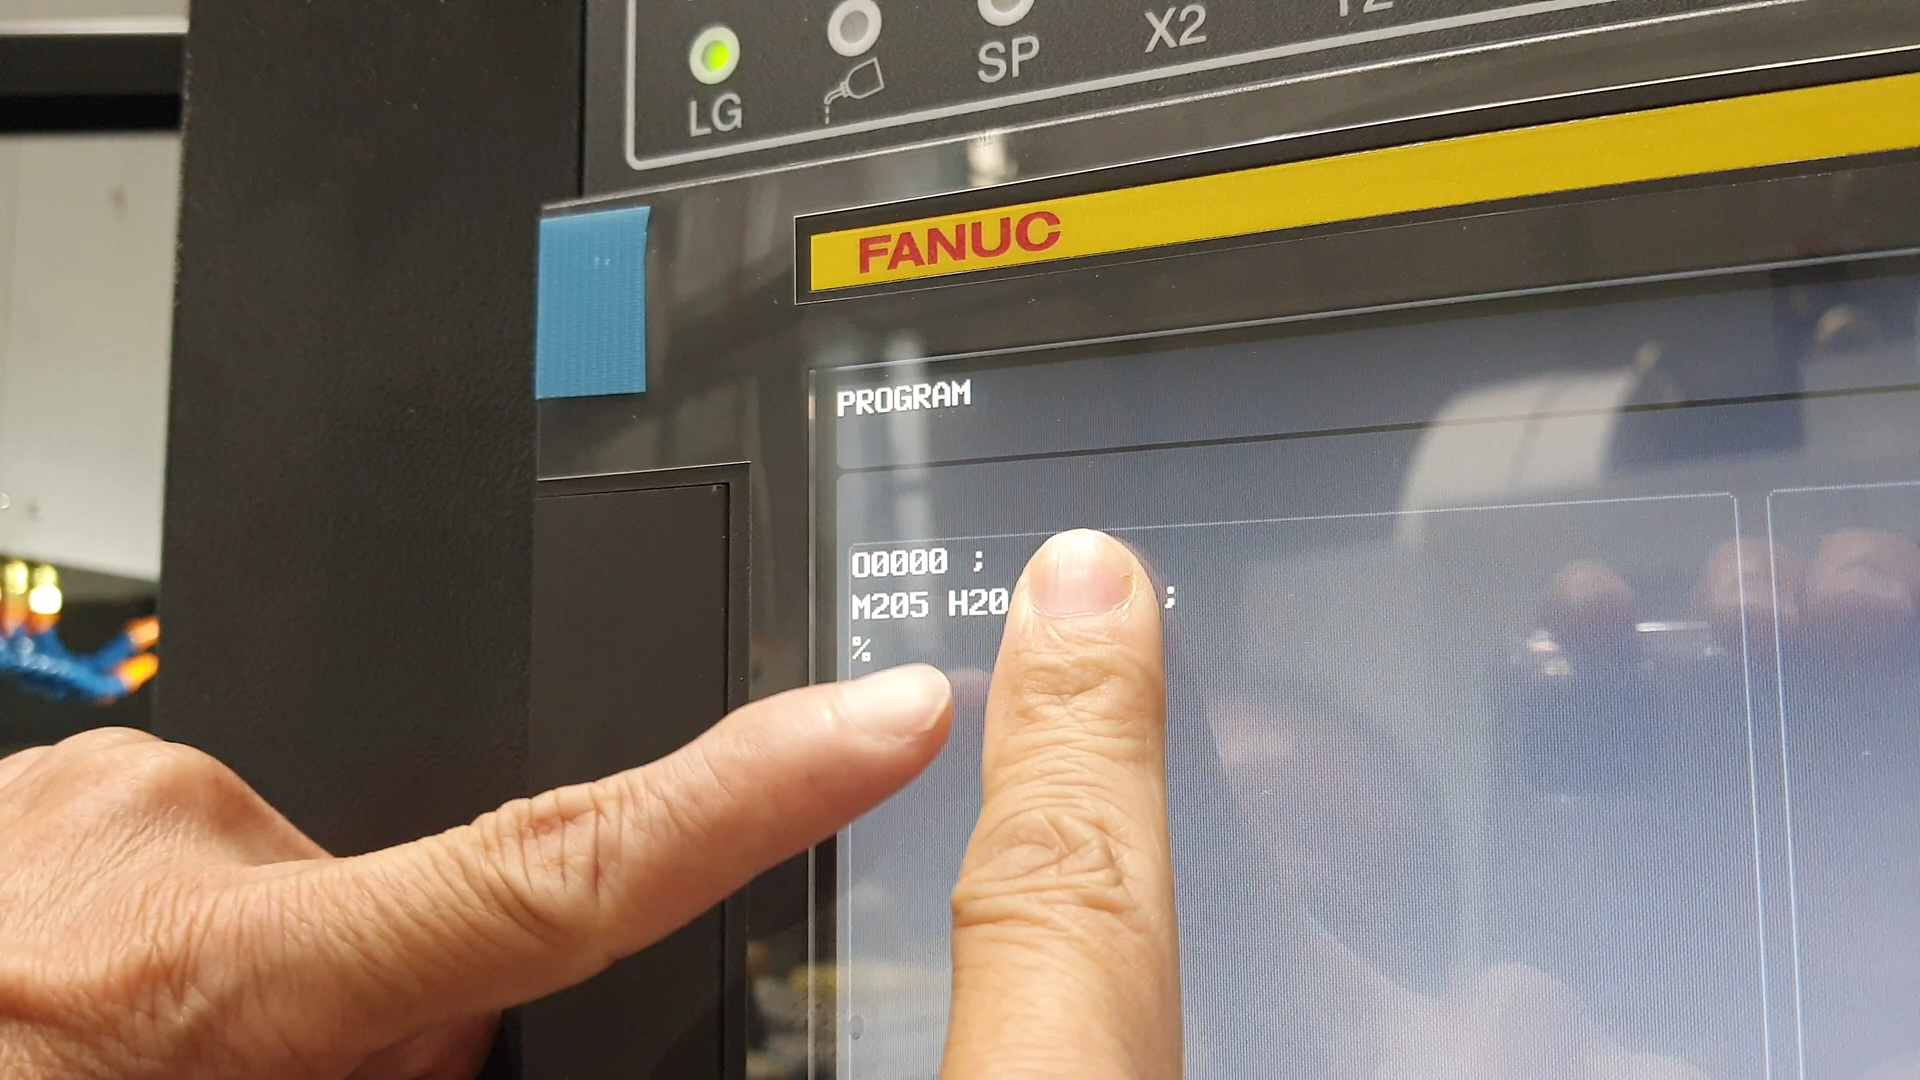 LG SP X2
FANUC
PROGRAM
O0000 ;
M205 H20 ;
%